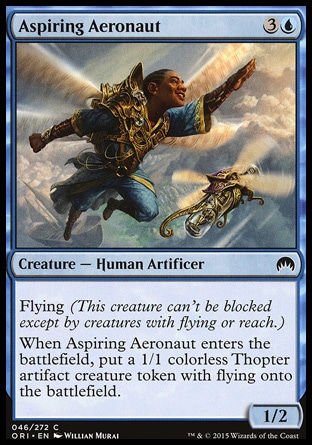 Aspiring Aeronaut 3
Creature — Human Artificer
Flying (This creature can't be blocked
except by creatures with flying or reach.)
When Aspiring Aeronaut enters the
battlefield, put a 1/1 colorless Thopter
artifact creature token with flying onto
the battlefield.
1/2
046/272 C
ORI • EN Willian Murai
™ & © 2015 Wizards of the Coast